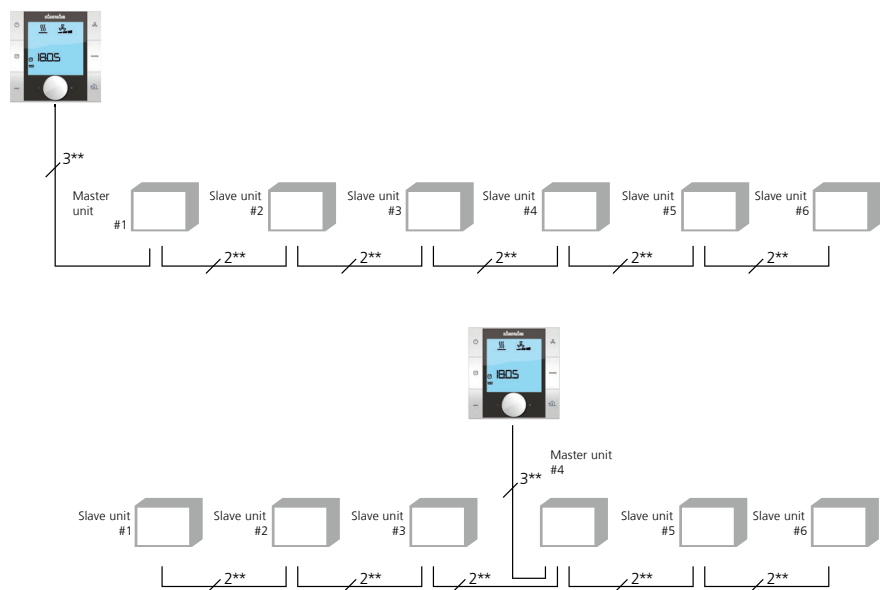 1805
3**
Master unit #1
Slave unit #2
Slave unit #3
Slave unit #4
Slave unit #5
Slave unit #6
2**
2**
2**
2**
2**
1805
Master unit #4
3**
Slave unit #1
Slave unit #2
Slave unit #3
Slave unit #5
Slave unit #6
2**
2**
2**
2**
2**